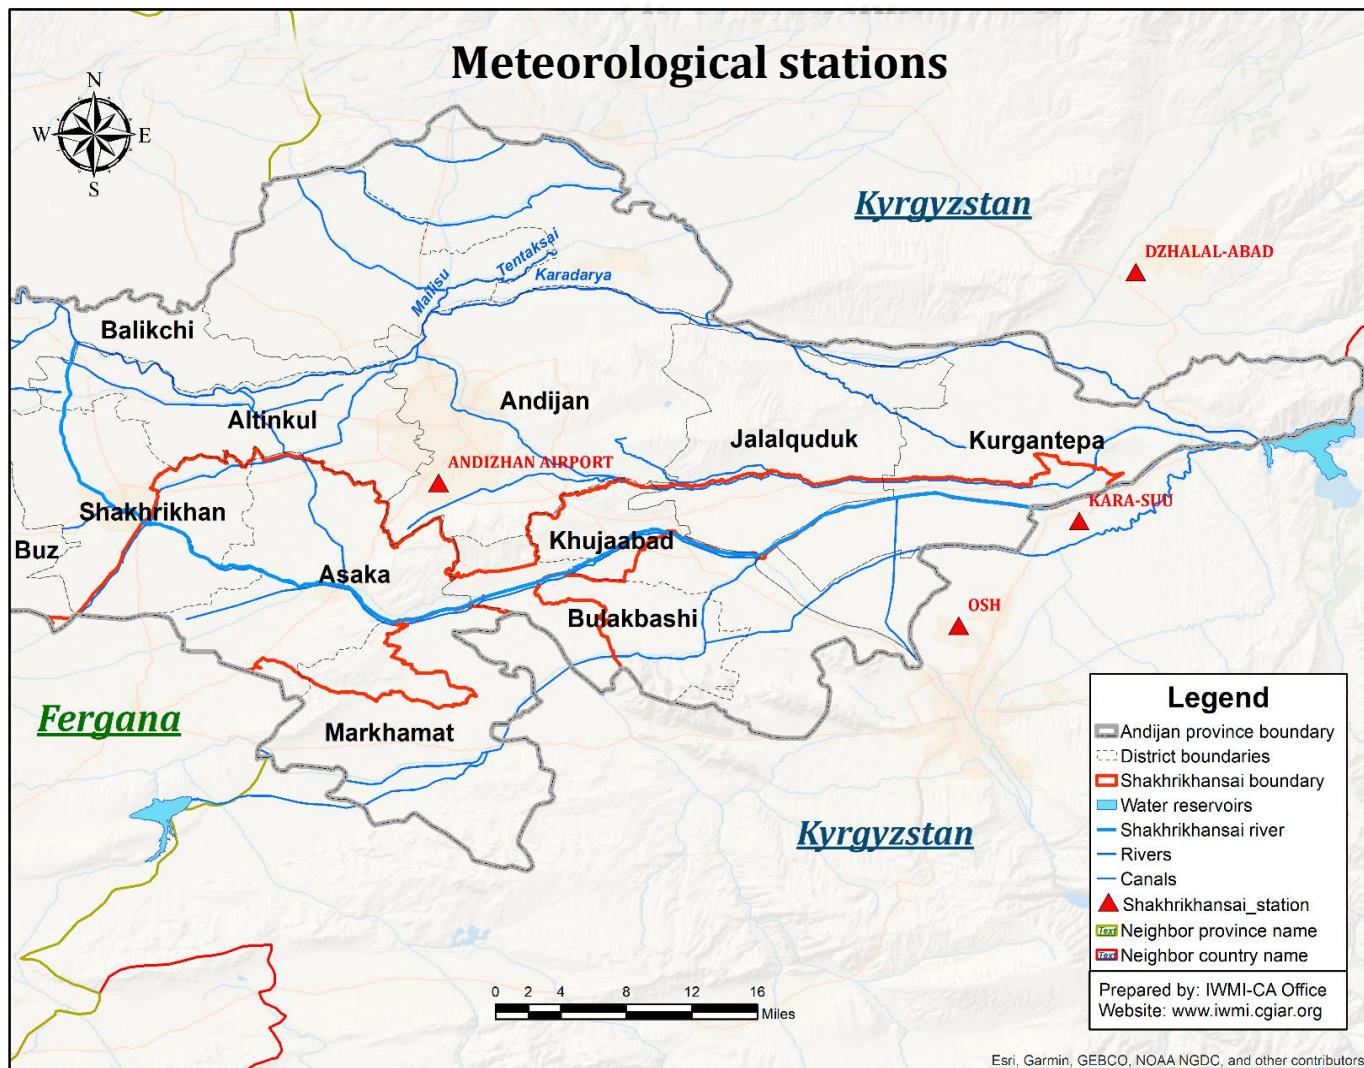 Meteorological stations
N
W E
S
Kyrgyzstan
DZHALAL-ABAD
Tentaksai
Karadarya
Mailisu
Balikchi
Andijan
Altinkul
Jalalquduk
Kurgantepa
ANDIZHAN AIRPORT
KARA-SUU
Shakhrikhan
Khujaabad
Buz
Asaka
OSH
Bulakbashi
Fergana
Markhamat
Kyrgyzstan
Legend
Andijan province boundary
District boundaries
Shakhrikhansai boundary
Water reservoirs
Shakhrikhansai river
Rivers
Canals
Shakhrikhansai_station
Text Neighbor province name
Text Neighbor country name
Prepared by: IWMI-CA Office
Website: www.iwmi.cgiar.org
0 2 4 8 12 16
Miles
Esri, Garmin, GEBCO, NOAA NGDC, and other contributors